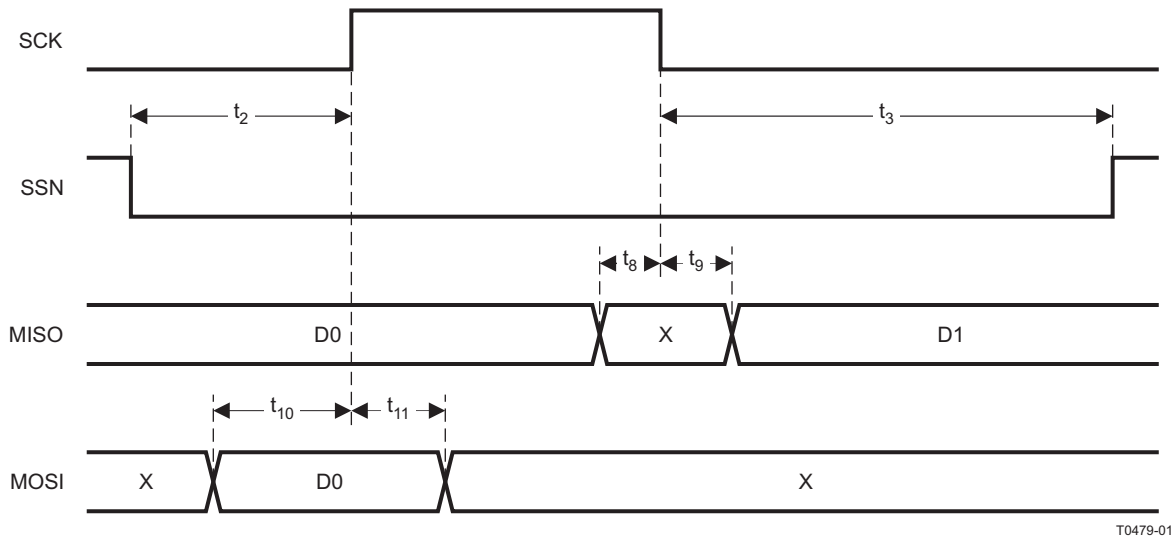 SCK
t2
t3
SSN
t8
t9
MISO
D0
X
D1
t10
t11
MOSI
X
D0
X
T0479-01